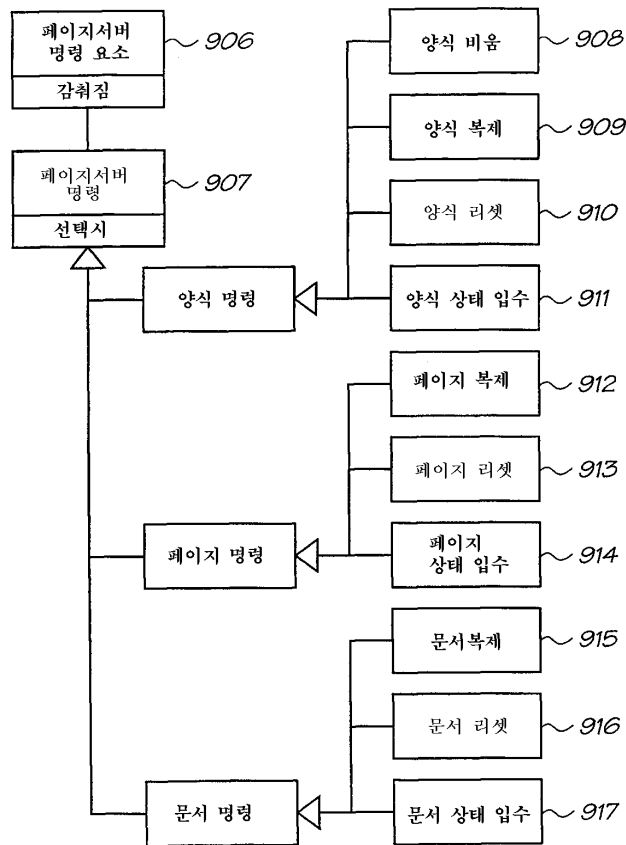 페이지서버
명령 요소
감춰짐
906
페이지서버
명령
선택시
907
양식 명령
양식 비움
908
양식 복제
909
양식 리셋
910
양식 상태 입수
911
페이지 명령
페이지 복제
912
페이지 리셋
913
페이지
상태 입수
914
문서 명령
문서복제
915
문서 리셋
916
문서 상태 입수
917